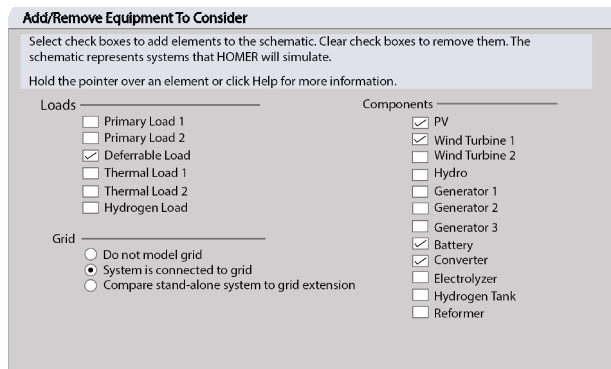 Add/Remove Equipment To Consider
Select check boxes to add elements to the schematic. Clear check boxes to remove them. The
schematic represents systems that HOMER will simulate.
Hold the pointer over an element or click Help for more information.
Loads
Primary Load 1
Primary Load 2
Deferrable Load
Thermal Load 1
Thermal Load 2
Hydrogen Load
Grid
Do not model grid
System is connected to grid
Compare stand-alone system to grid extension
Components
PV
Wind Turbine 1
Wind Turbine 2
Hydro
Generator 1
Generator 2
Generator 3
Battery
Converter
Electrolyzer
Hydrogen Tank
Reformer